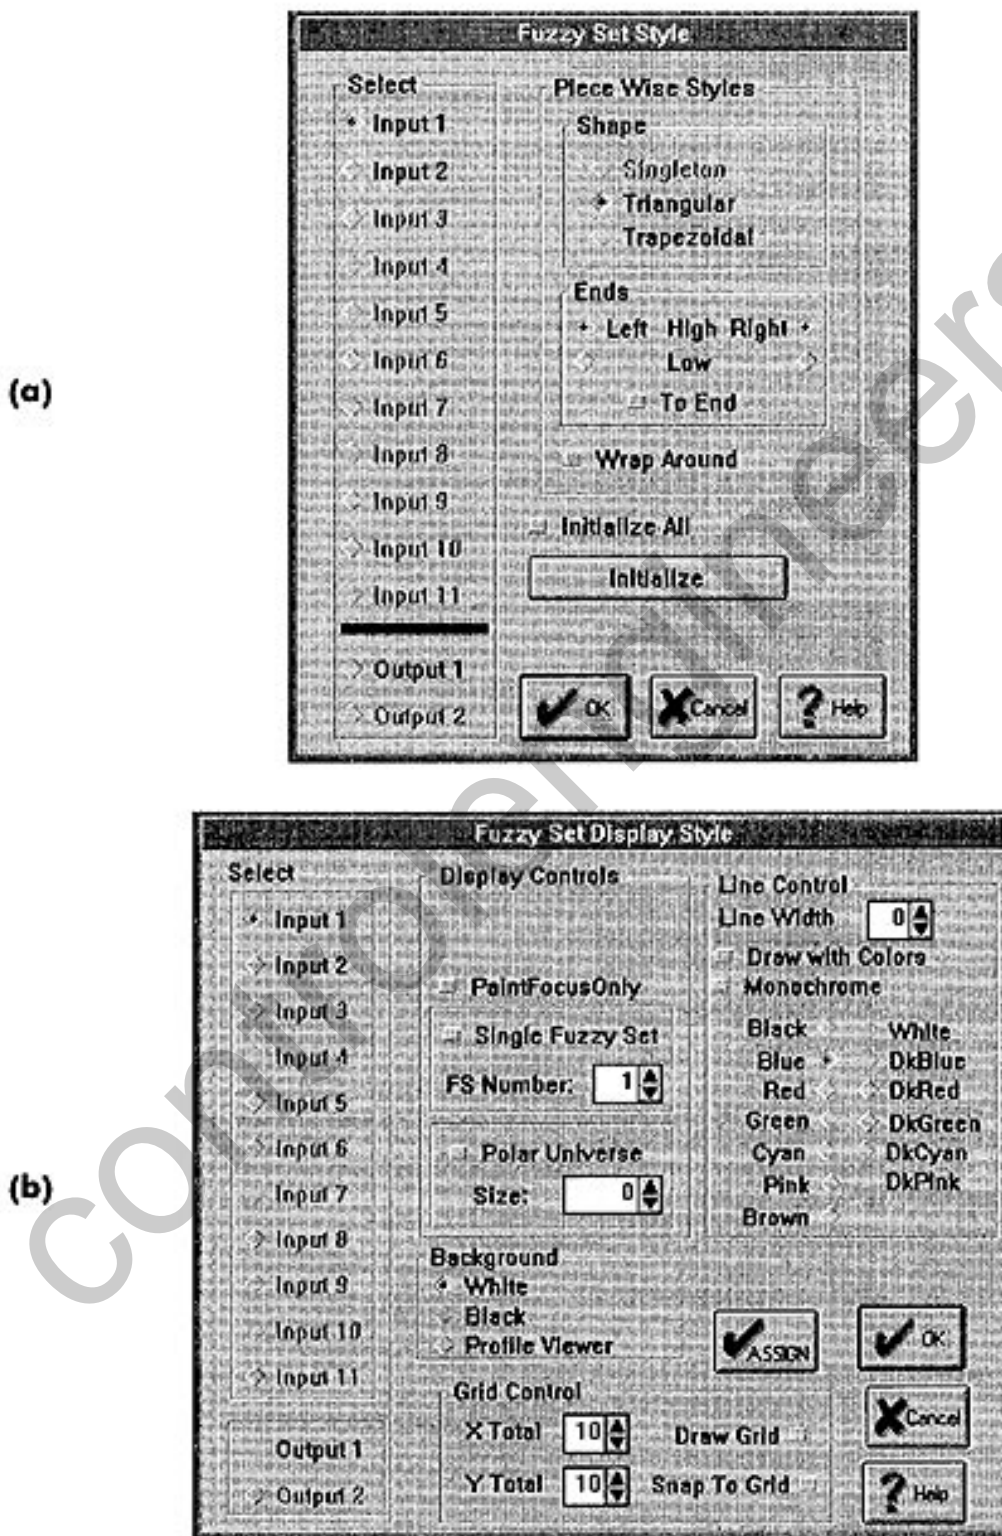 (a)
Fuzzy Set Style
Select
Input 1
Input 2
Input 3
Input 4
Input 5
Input 6
Input 7
Input 8
Input 9
Input 10
Input 11
Output 1
Output 2
Piece Wise Styles
Shape
Singleton
Triangular
Trapezoidal
Ends
Left High Right
Low
To End
Wrap Around
Initialize All
Initialize
OK
Cancel
? Help
(b)
Fuzzy Set Display Style
Select
Input 1
Input 2
Input 3
Input 4
Input 5
Input 6
Input 7
Input 8
Input 9
Input 10
Input 11
Output 1
Output 2
Display Controls
PaintFocusOnly
Single Fuzzy Set
FS Number: 1
Polar Universe
Size: 0
Background
White
Black
Profile Viewer
Line Control
Line Width 0
Draw with Colors
Monochrome
Black White
Blue DkBlue
Red DkRed
Green DkGreen
Cyan DkCyan
Pink DkPink
Brown
Grid Control
X Total 10 Draw Grid
Y Total 10 Snap To Grid
ASSIGN
OK
Cancel
? Help
controlengineers